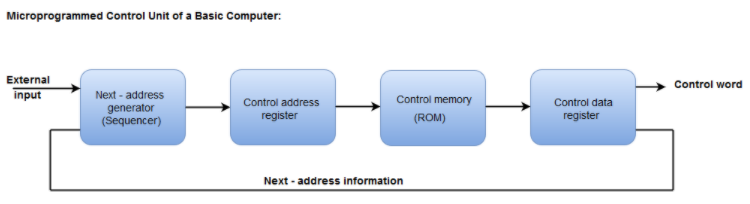 Microprogrammed Control Unit of a Basic Computer:
External
input
Next - address
generator
(Sequencer)
Control address
register
Control memory
(ROM)
Control data
register
Control word
Next - address information